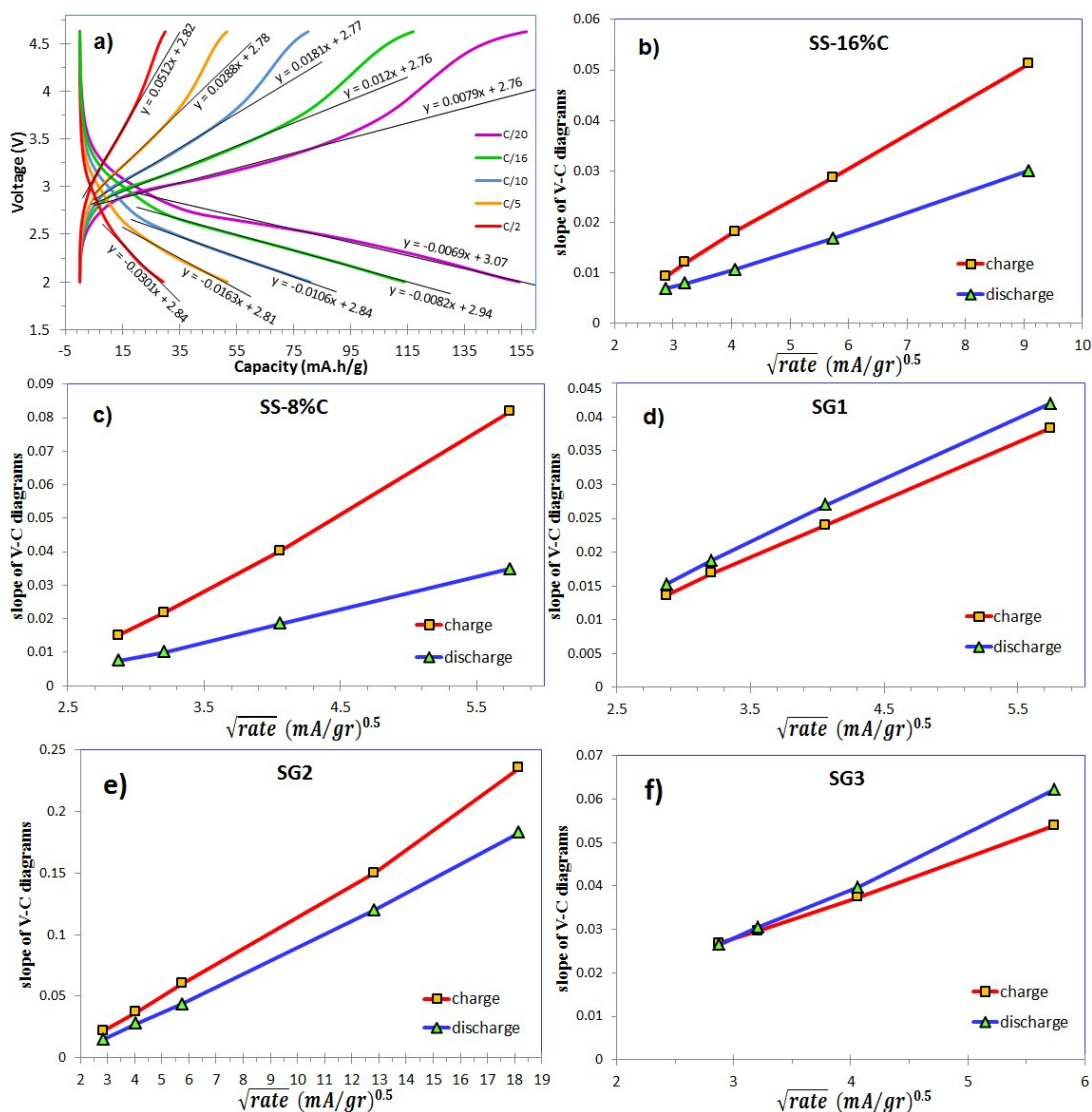 a)
y = 0.0512x + 2.82
y = 0.0288x + 2.78
y = 0.0181x + 2.77
y = 0.012x + 2.76
y = 0.0079x + 2.76
C/20
C/16
C/10
C/5
C/2
y = -0.0069x + 3.07
y = -0.0082x + 2.94
y = -0.0106x + 2.84
y = -0.0163x + 2.81
y = -0.0301x + 2.84
Voltage (V)
4.5
4
3.5
3
2.5
2
1.5
-5 15 35 55 75 95 115 135 155
Capacity (mA.h/g)
b)
SS-16%C
slope of V-C diagrams
0.06
0.05
0.04
0.03
0.02
0.01
0
charge
discharge
2 3 4 5 6 7 8 9 10
√rate (mA/gr)^0.5
c)
SS-8%C
slope of V-C diagrams
0.09
0.08
0.07
0.06
0.05
0.04
0.03
0.02
0.01
0
charge
discharge
2.5 3.5 4.5 5.5
√rate (mA/gr)^0.5
d)
SG1
slope of V-C diagrams
0.045
0.04
0.035
0.03
0.025
0.02
0.015
0.01
0.005
0
charge
discharge
2.5 3.5 4.5 5.5
√rate (mA/gr)^0.5
e)
SG2
slope of V-C diagrams
0.25
0.2
0.15
0.1
0.05
0
charge
discharge
2 3 4 5 6 7 8 9 10 11 12 13 14 15 16 17 18 19
√rate (mA/gr)^0.5
f)
SG3
slope of V-C diagrams
0.07
0.06
0.05
0.04
0.03
0.02
0.01
0
charge
discharge
2 3 4 5 6
√rate (mA/gr)^0.5